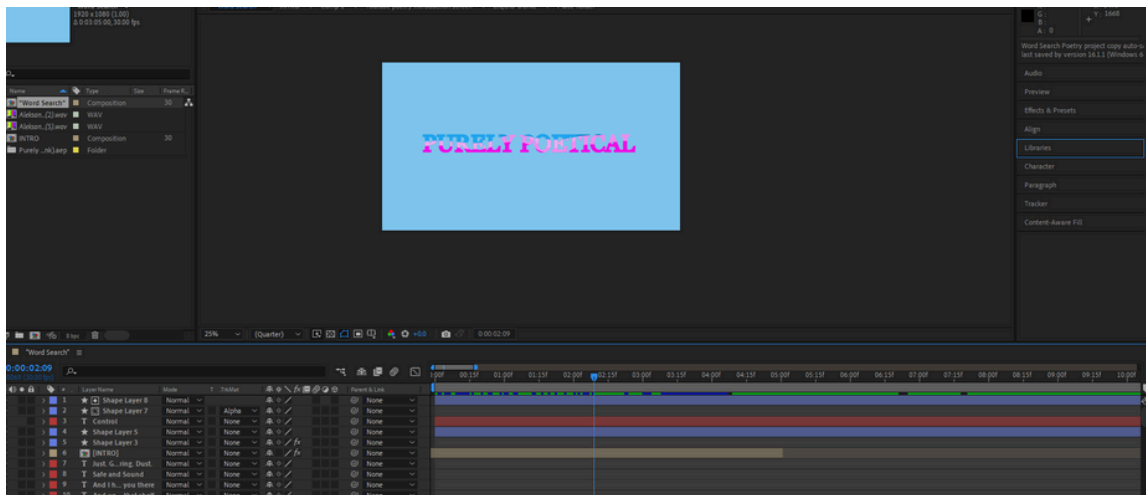 1920 x 1080 (1.00)
Δ 0:03:05:00, 30.00 fps
Name Type Size Frame R...
"Word Search" Composition 30
Aleksan...(2).wav WAV
Aleksan...(5).wav WAV
INTRO Composition 30
Purely ...nk).aep Folder
8 bpc
PURELY POETICAL
25% (Quarter) +0.0 0:00:02:09
G :
B :
A : 0
Y : 1668
Word Search Poetry project copy auto-s
last saved by version 16.1.1 (Windows 6
Audio
Preview
Effects & Presets
Align
Libraries
Character
Paragraph
Tracker
Content-Aware Fill
"Word Search"
0:00:02:09
00:15f 01:00f 01:15f 02:00f 02:15f 03:00f 03:15f 04:00f 04:15f 05:00f 05:15f 06:00f 06:15f 07:00f 07:15f 08:00f 08:15f 09:00f 09:15f 10:00f
# Layer Name Mode T .TrkMat Parent & Link
1 Shape Layer 8 Normal None
2 Shape Layer 7 Normal Alpha None
3 T Control Normal None None
4 Shape Layer 5 Normal None None
5 Shape Layer 3 Normal None None
6 [INTRO] Normal None None
7 T Just. G...ring. Dust. Normal None None
8 T Safe and Sound Normal None None
9 T And I h... you there Normal None None